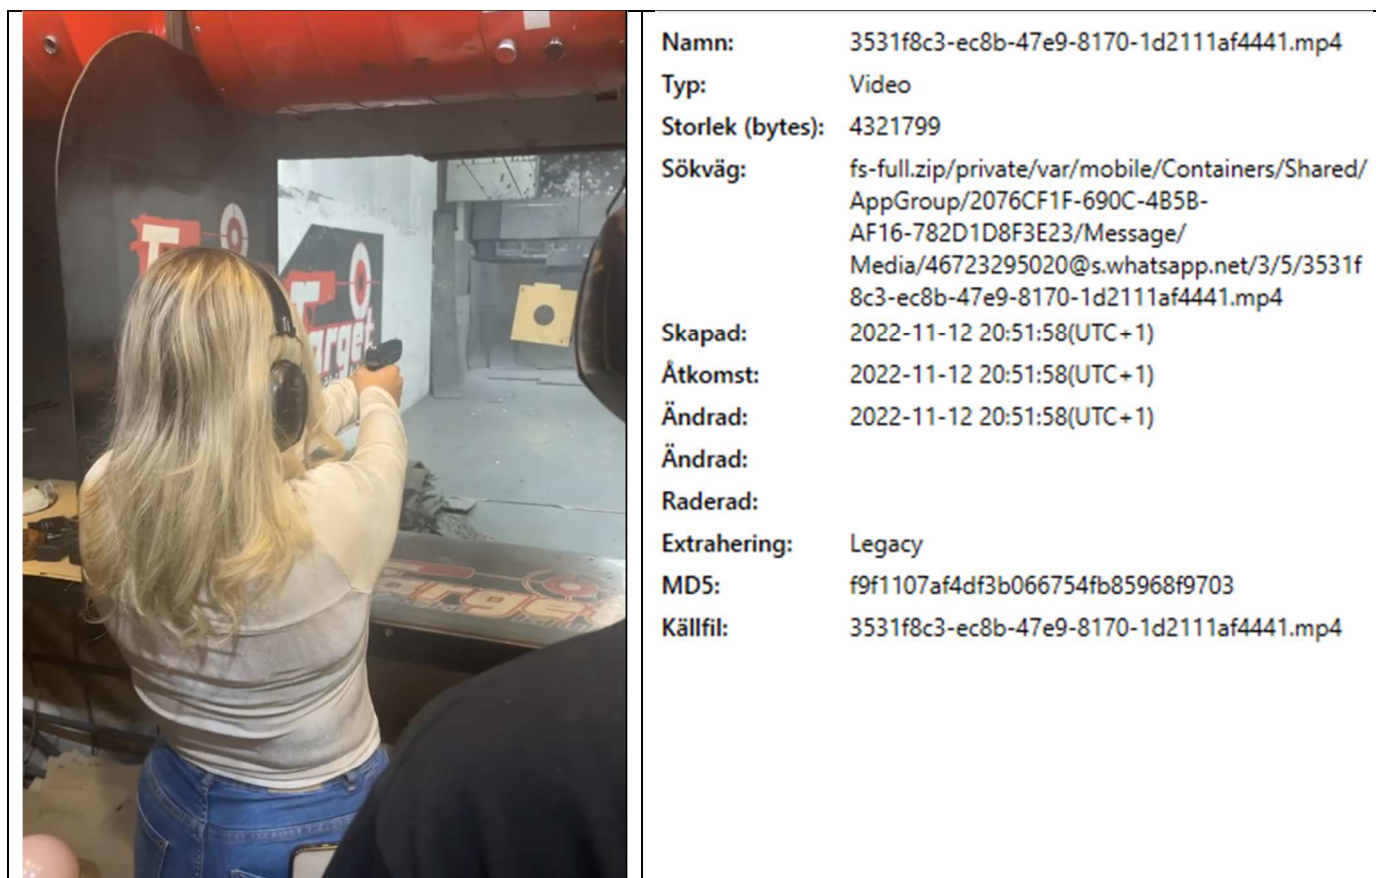 Target
Target
Namn: 3531f8c3-ec8b-47e9-8170-1d2111af4441.mp4
Typ: Video
Storlek (bytes): 4321799
Sökväg: fs-full.zip/private/var/mobile/Containers/Shared/
AppGroup/2076CF1F-690C-4B5B-
AF16-782D1D8F3E23/Message/
Media/46723295020@s.whatsapp.net/3/5/3531f
8c3-ec8b-47e9-8170-1d2111af4441.mp4
Skapad: 2022-11-12 20:51:58(UTC+1)
Åtkomst: 2022-11-12 20:51:58(UTC+1)
Ändrad: 2022-11-12 20:51:58(UTC+1)
Ändrad:
Raderad:
Extrahering: Legacy
MD5: f9f1107af4df3b066754fb85968f9703
Källfil: 3531f8c3-ec8b-47e9-8170-1d2111af4441.mp4